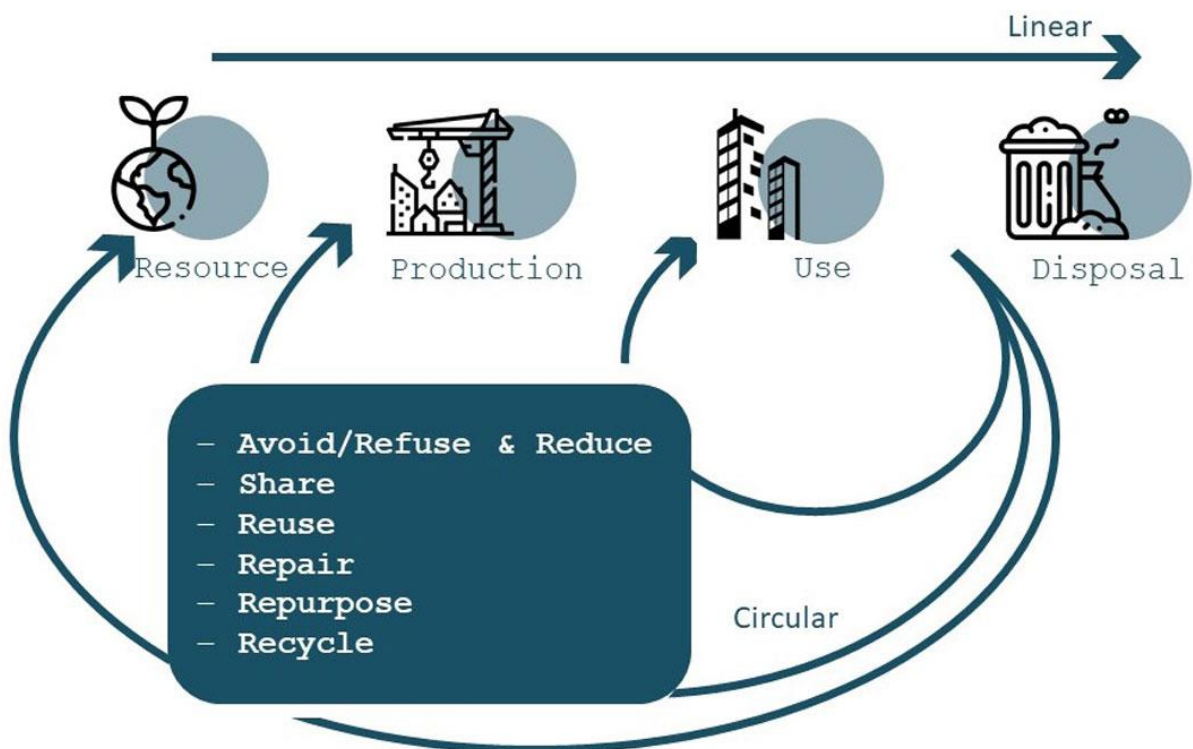 Linear
Resource
Production
Use
Disposal
– Avoid/Refuse & Reduce
– Share
– Reuse
– Repair
– Repurpose
– Recycle
Circular